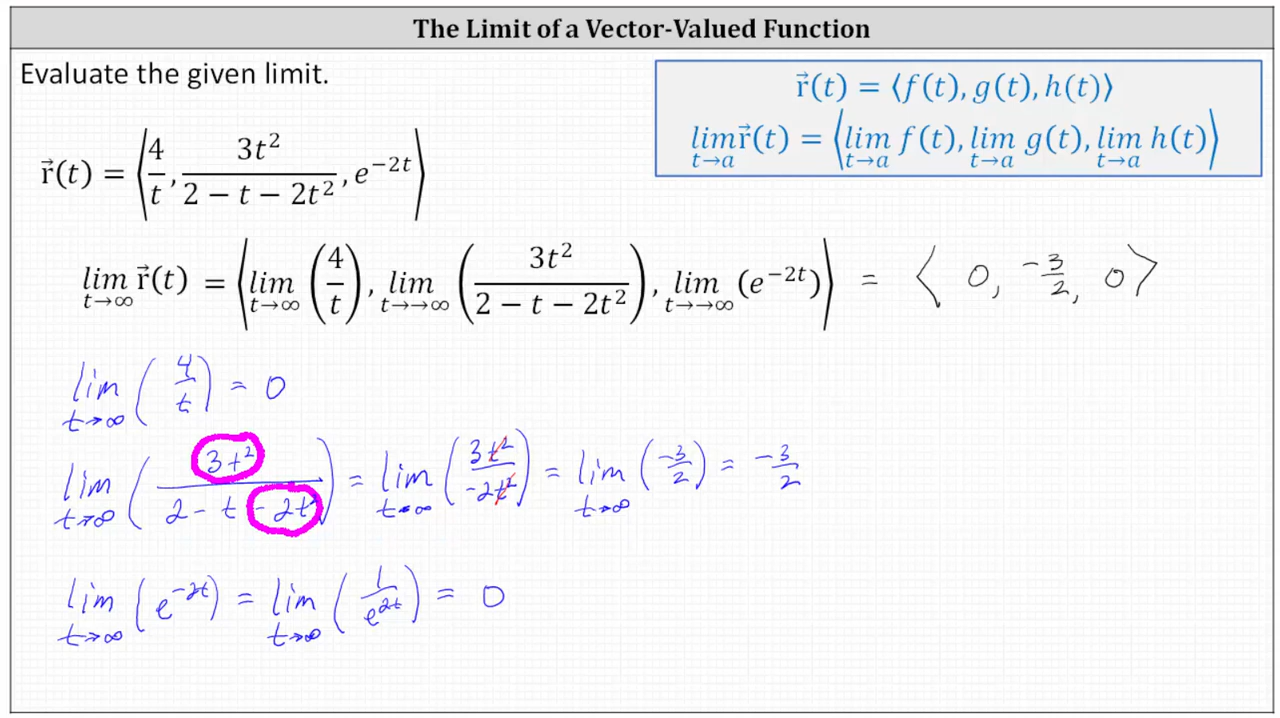 The Limit of a Vector-Valued Function
Evaluate the given limit.
r⃗(t) = ⟨f(t), g(t), h(t)⟩
lim t→a r⃗(t) = ⟨lim t→a f(t), lim t→a g(t), lim t→a h(t)⟩
r⃗(t) = ⟨4/t, 3t²/(2 − t − 2t²), e⁻²ᵗ⟩
lim t→∞ r⃗(t) = ⟨lim t→∞ (4/t), lim t→→∞ (3t²/(2 − t − 2t²)), lim t→→∞ (e⁻²ᵗ)⟩ = ⟨0, -3/2, 0⟩
lim t→∞ (4/t) = 0
lim t→∞ (3t²/(2 - t - 2t²)) = lim t→∞ (3t²/-2t²) = lim t→∞ (-3/2) = -3/2
lim t→∞ (e⁻²ᵗ) = lim t→∞ (1/e²ᵗ) = 0